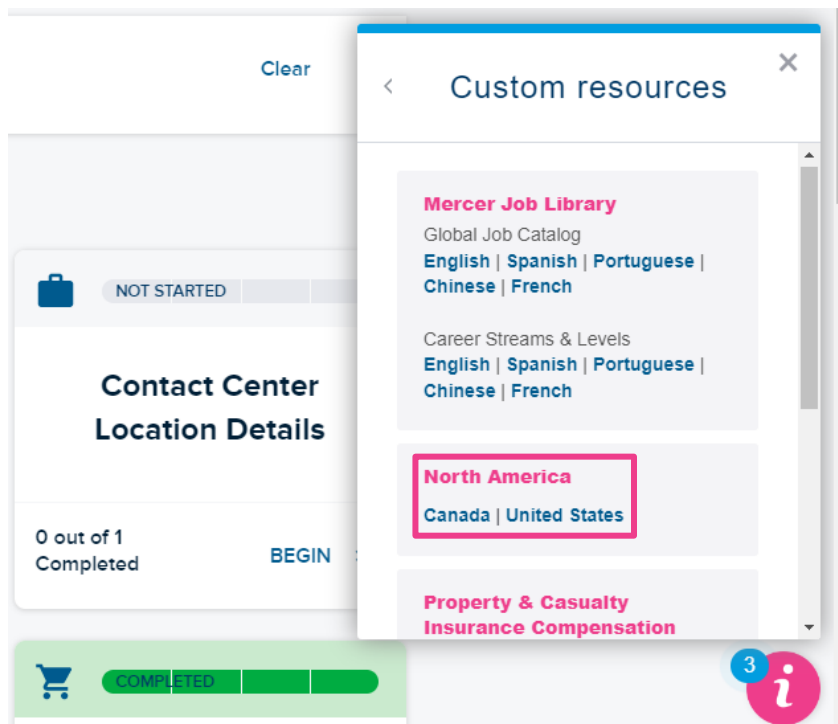 Clear
NOT STARTED
Contact Center
Location Details
0 out of 1
Completed
BEGIN
COMPLETED
Custom resources
Mercer Job Library
Global Job Catalog
English | Spanish | Portuguese |
Chinese | French
Career Streams & Levels
English | Spanish | Portuguese |
Chinese | French
North America
Canada | United States
Property & Casualty
Insurance Compensation
3
i